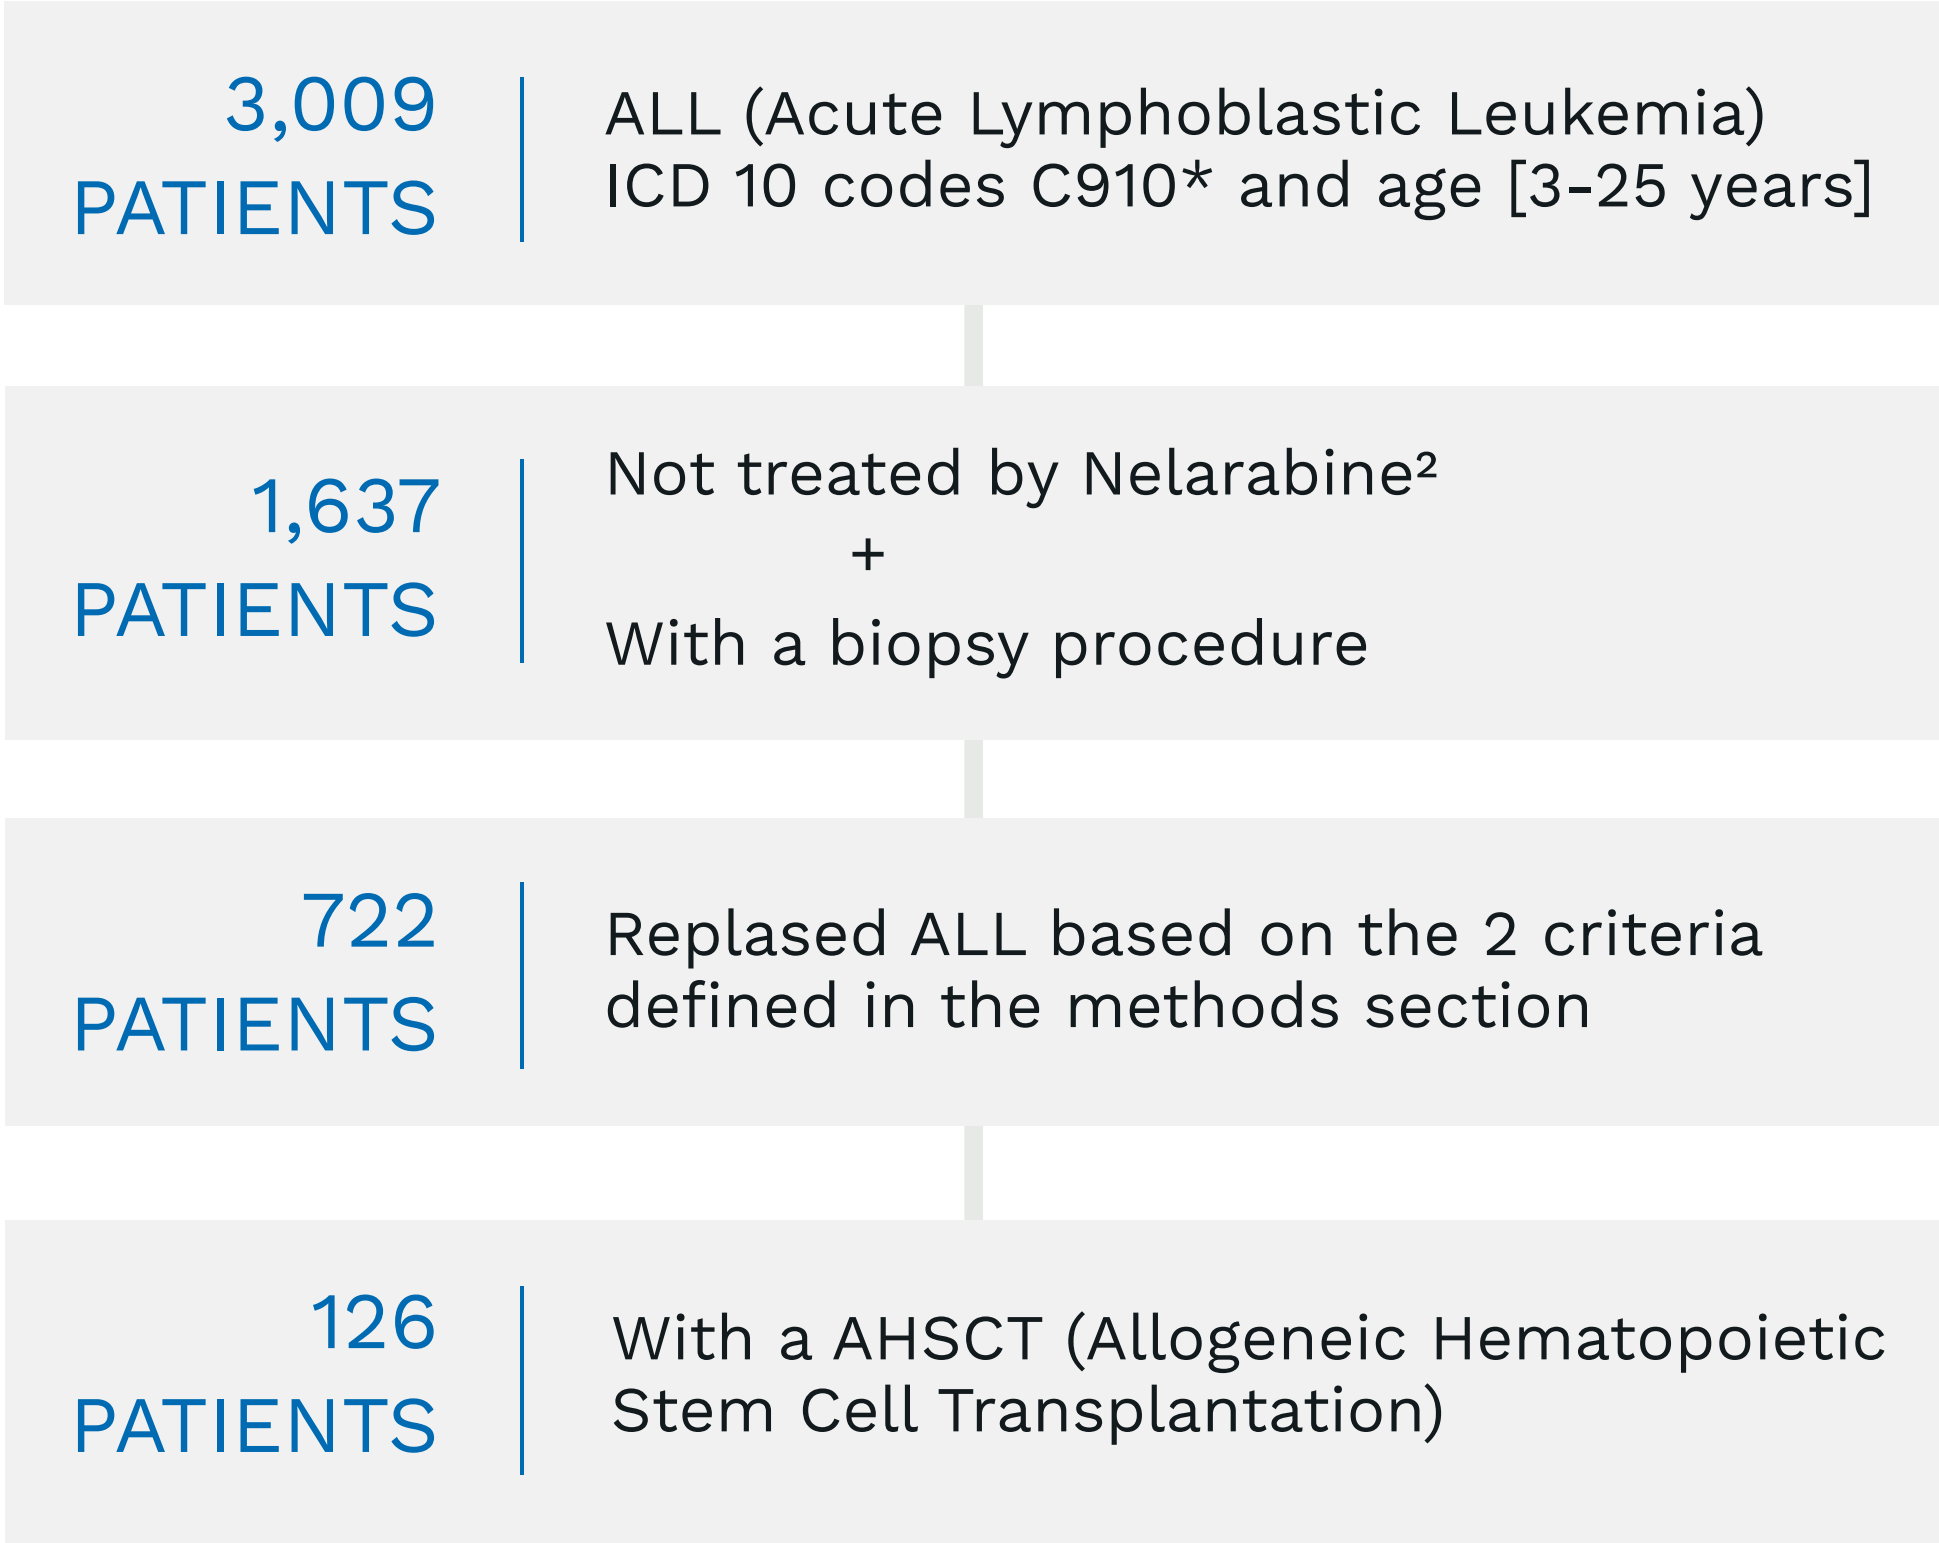 3,009
PATIENTS
ALL (Acute Lymphoblastic Leukemia)
ICD 10 codes C910* and age [3-25 years]
1,637
PATIENTS
Not treated by Nelarabine²
+
With a biopsy procedure
722
PATIENTS
Replased ALL based on the 2 criteria
defined in the methods section
126
PATIENTS
With a AHSCT (Allogeneic Hematopoietic
Stem Cell Transplantation)